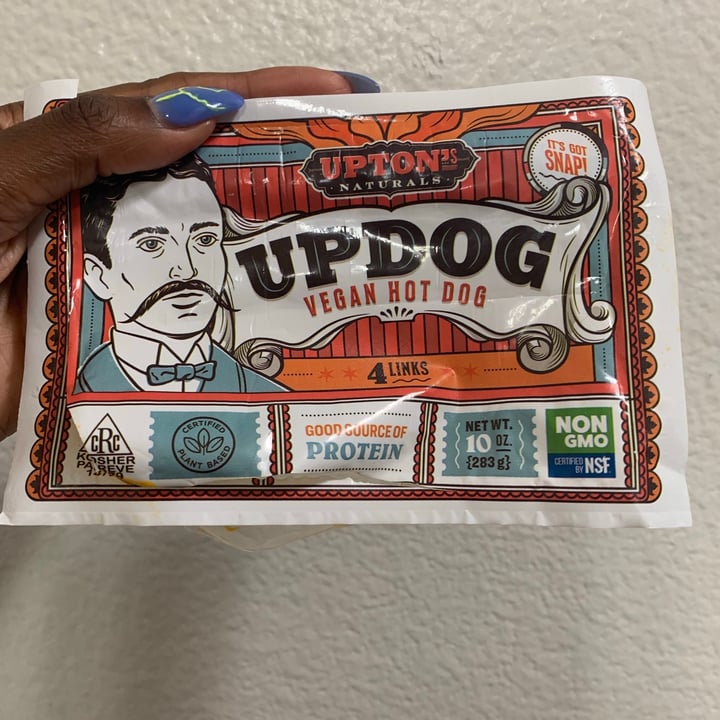 UPTON'S
NATURALS
IT'S GOT
SNAP!
UPDOG
VEGAN HOT DOG
4 LINKS
cRc
KOSHER
PAREVE
CERTIFIED
PLANT BASED
GOOD SOURCE OF
PROTEIN
NET WT.
10 OZ.
{283 g}
NON
GMO
CERTIFIED
BY NSF